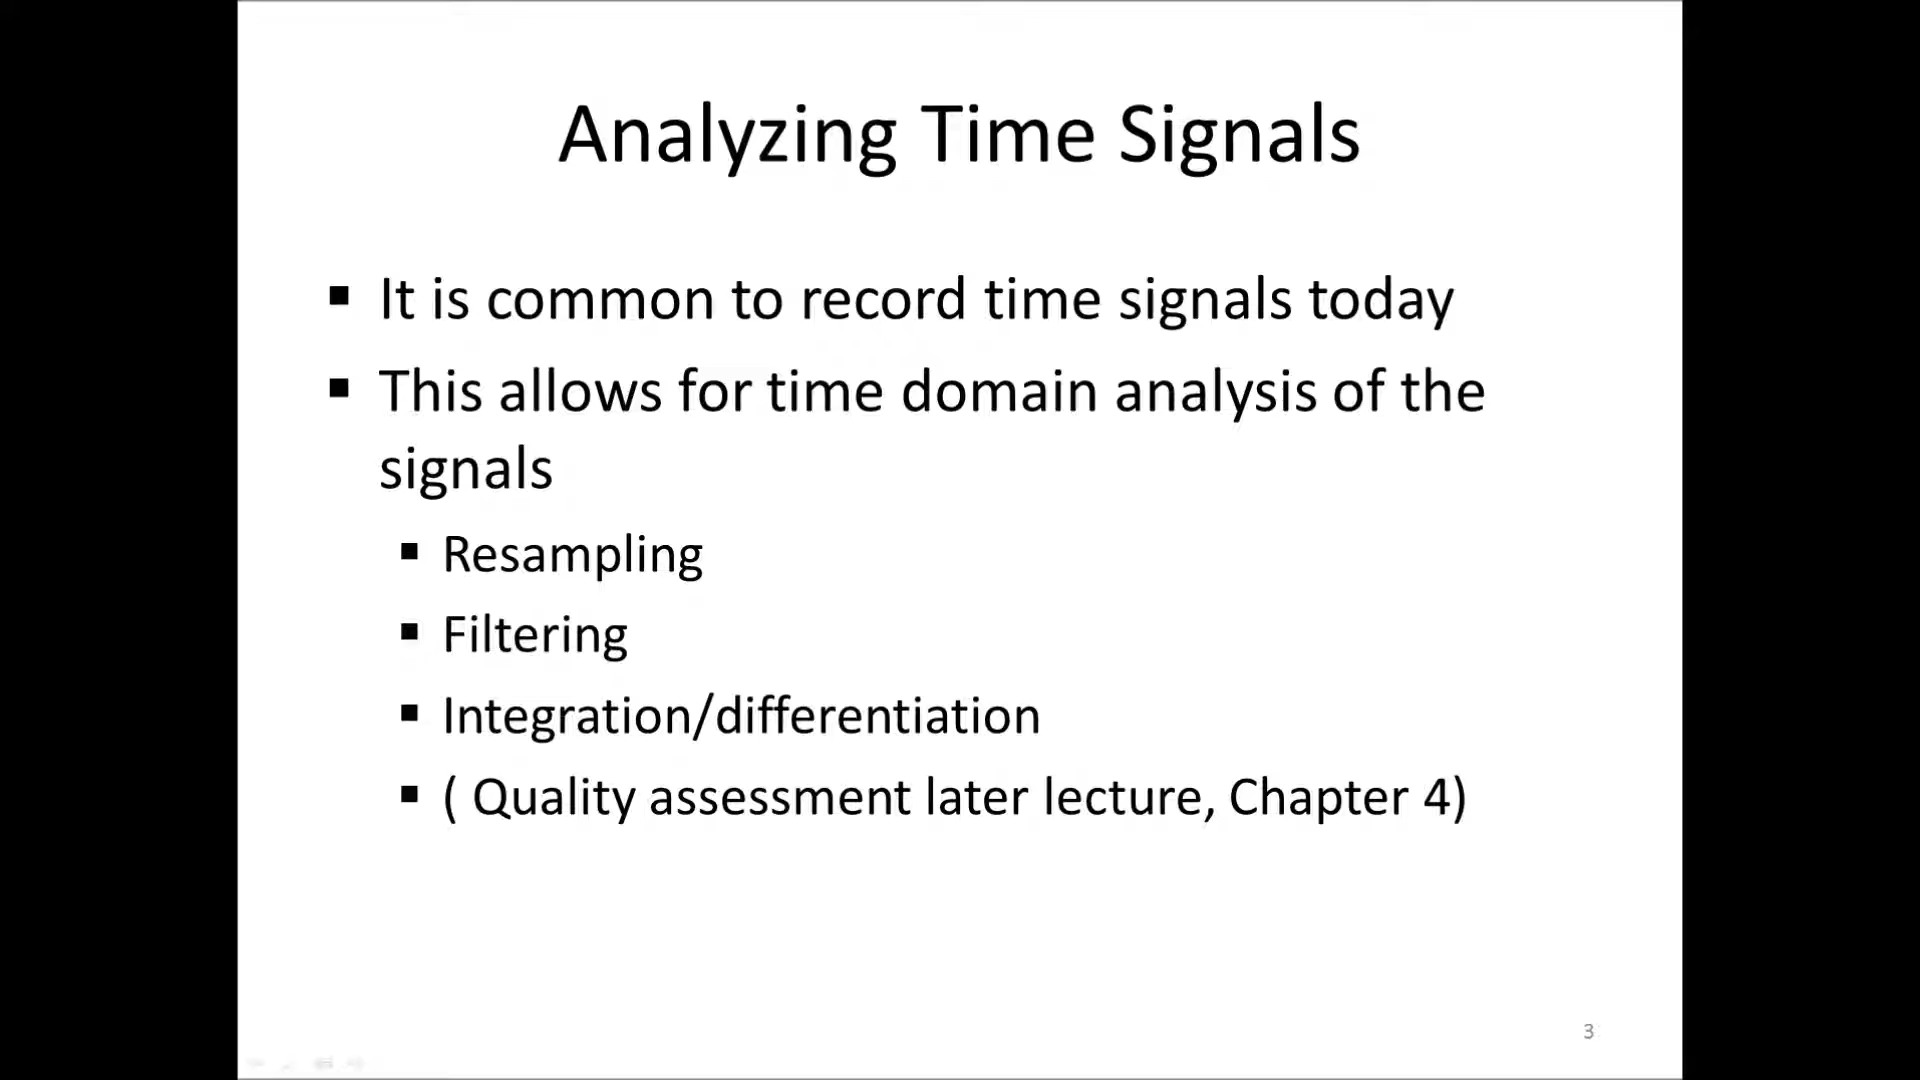 Analyzing Time Signals
▪ It is common to record time signals today
▪ This allows for time domain analysis of the
signals
▪ Resampling
▪ Filtering
▪ Integration/differentiation
▪ ( Quality assessment later lecture, Chapter 4)
3